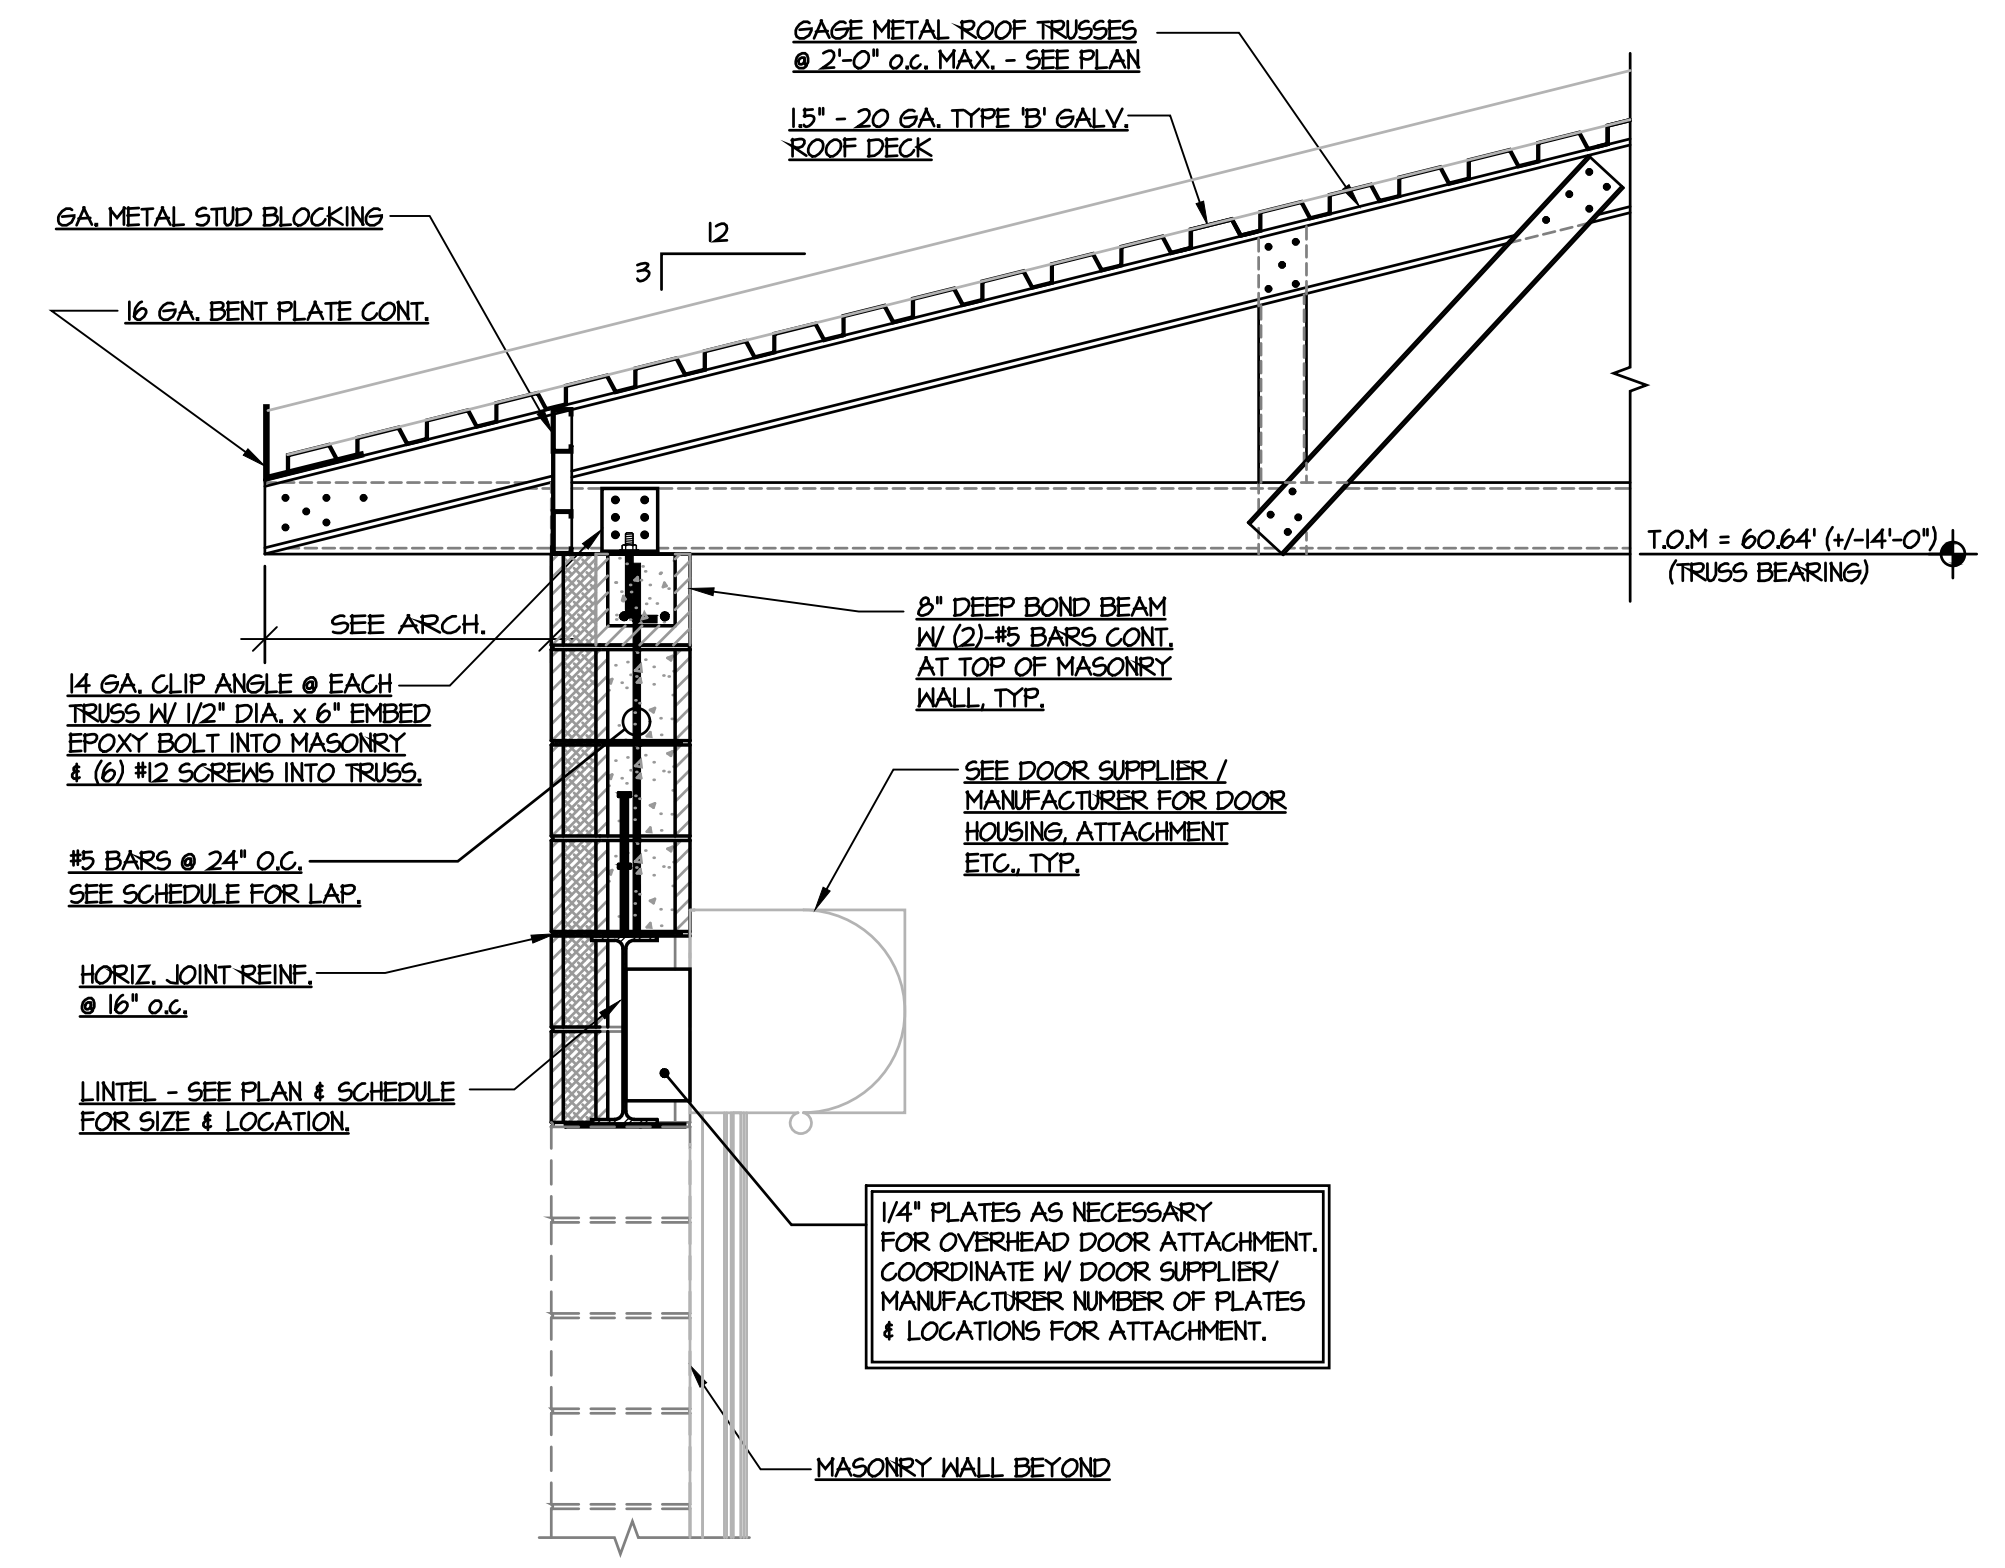 GAGE METAL ROOF TRUSSES
@ 2'-0" o.c. MAX. - SEE PLAN
1.5" - 20 GA. TYPE 'B' GALV.
ROOF DECK
GA. METAL STUD BLOCKING
12
3
16 GA. BENT PLATE CONT.
T.O.M = 60.64' (+/-14'-0")
(TRUSS BEARING)
8" DEEP BOND BEAM
W/ (2)-#5 BARS CONT.
AT TOP OF MASONRY
WALL, TYP.
SEE ARCH.
14 GA. CLIP ANGLE @ EACH
TRUSS W/ 1/2" DIA. x 6" EMBED
EPOXY BOLT INTO MASONRY
& (6) #12 SCREWS INTO TRUSS.
SEE DOOR SUPPLIER /
MANUFACTURER FOR DOOR
HOUSING, ATTACHMENT
ETC., TYP.
#5 BARS @ 24" O.C.
SEE SCHEDULE FOR LAP.
HORIZ. JOINT REINF.
@ 16" o.c.
LINTEL - SEE PLAN & SCHEDULE
FOR SIZE & LOCATION.
1/4" PLATES AS NECESSARY
FOR OVERHEAD DOOR ATTACHMENT.
COORDINATE W/ DOOR SUPPLIER/
MANUFACTURER NUMBER OF PLATES
& LOCATIONS FOR ATTACHMENT.
MASONRY WALL BEYOND